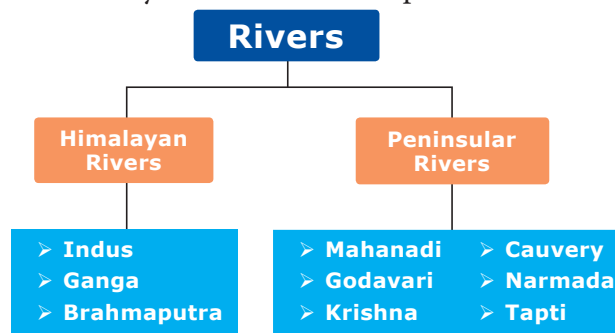 Rivers
Himalayan
Rivers
Peninsular
Rivers
➢ Indus
➢ Ganga
➢ Brahmaputra
➢ Mahanadi
➢ Godavari
➢ Krishna
➢ Cauvery
➢ Narmada
➢ Tapti